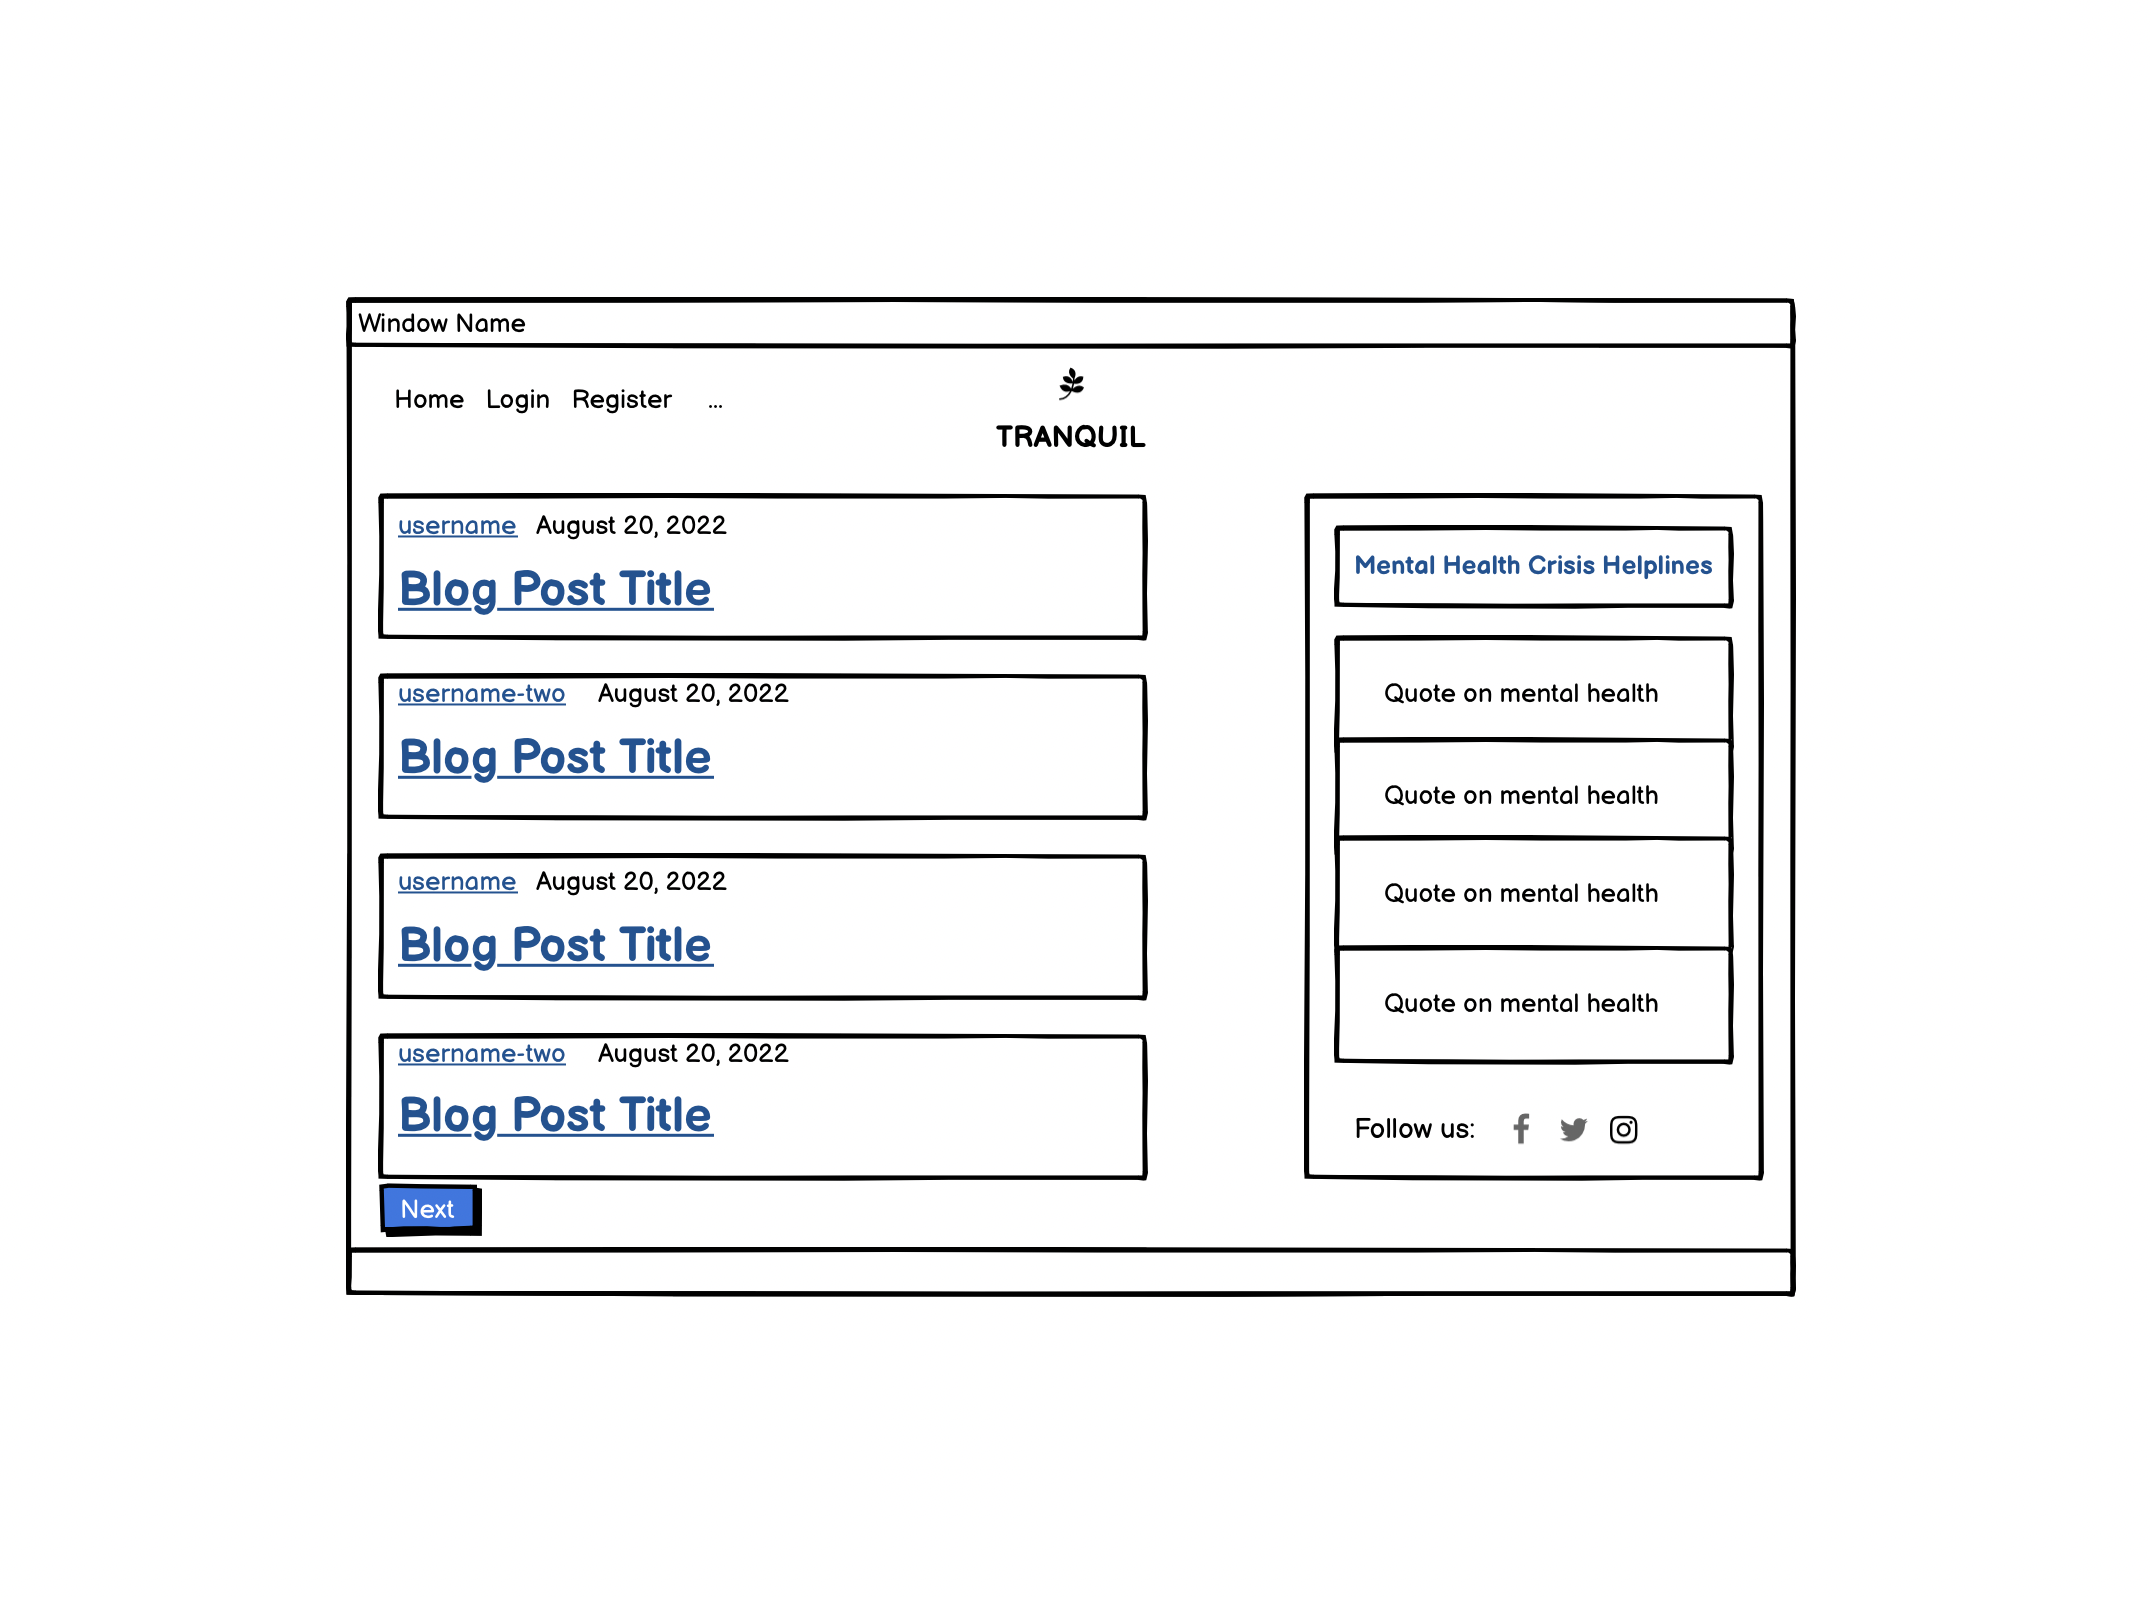 Window Name
Home Login Register ...
TRANQUIL
username August 20, 2022
Blog Post Title
username-two August 20, 2022
Blog Post Title
username August 20, 2022
Blog Post Title
username-two August 20, 2022
Blog Post Title
Next
Mental Health Crisis Helplines
Quote on mental health
Quote on mental health
Quote on mental health
Quote on mental health
Follow us: